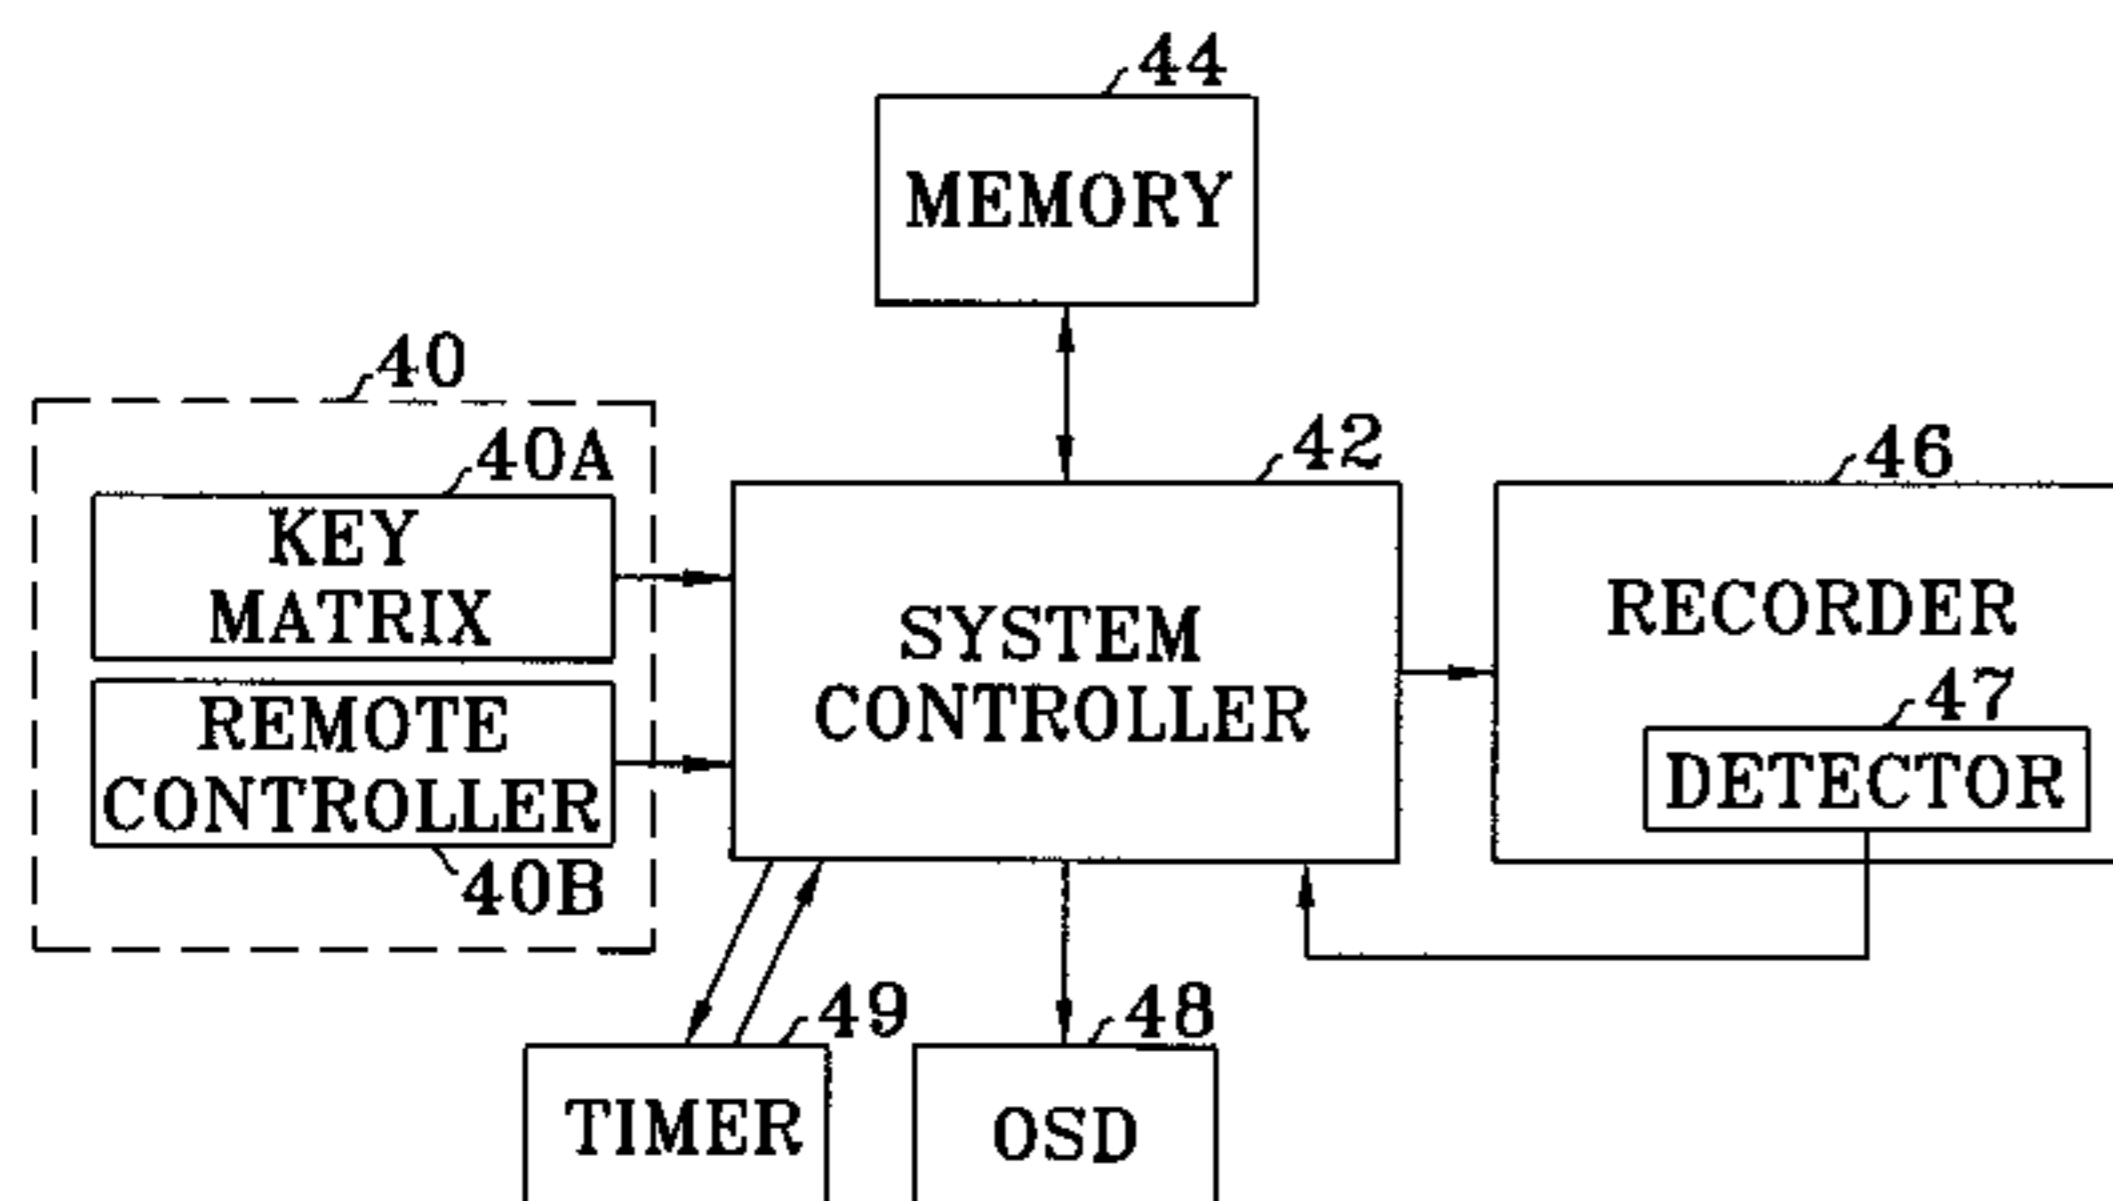 44
MEMORY
40
40A
KEY
MATRIX
REMOTE
CONTROLLER
40B
42
SYSTEM
CONTROLLER
46
RECORDER
47
DETECTOR
49
TIMER
48
OSD